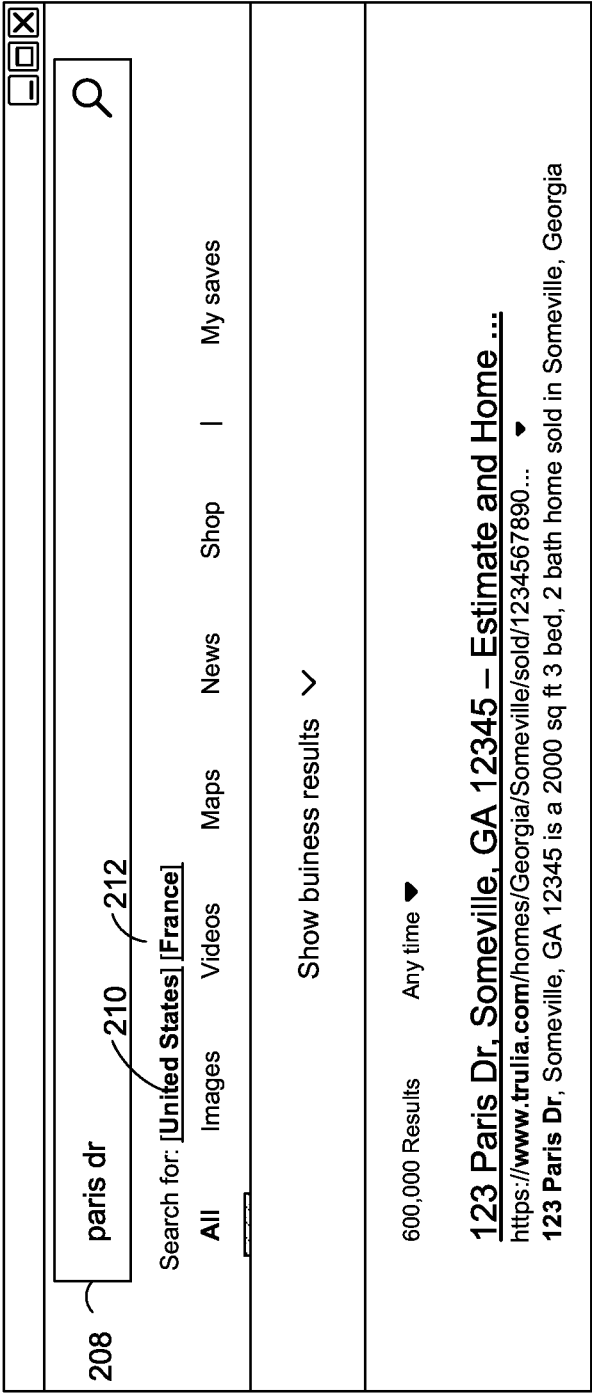 208
paris dr
210
212
Search for: [United States] [France]
All Images Videos Maps News Shop | My saves
Show buiness results
600,000 Results Any time
123 Paris Dr, Someville, GA 12345 – Estimate and Home ...
https://www.trulia.com/homes/Georgia/Someville/sold/1234567890...
123 Paris Dr, Someville, GA 12345 is a 2000 sq ft 3 bed, 2 bath home sold in Someville, Georgia